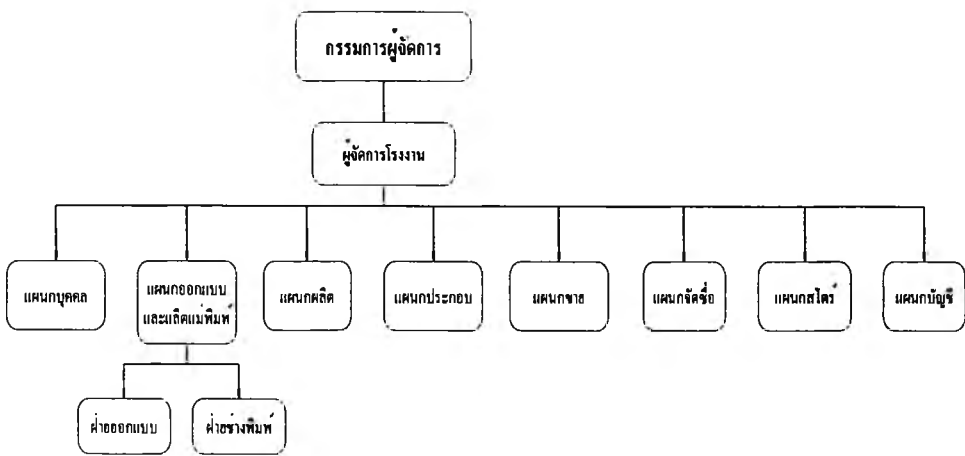 กรรมการผู้จัดการ
ผู้จัดการโรงงาน
แผนกบุคคล
แผนกออกแบบ
และผลิตแม่พิมพ์
แผนกผลิต
แผนกประกอบ
แผนกขาย
แผนกจัดซื้อ
แผนกสโตร์
แผนกบัญชี
ฝ่ายออกแบบ
ฝ่ายช่างพิมพ์